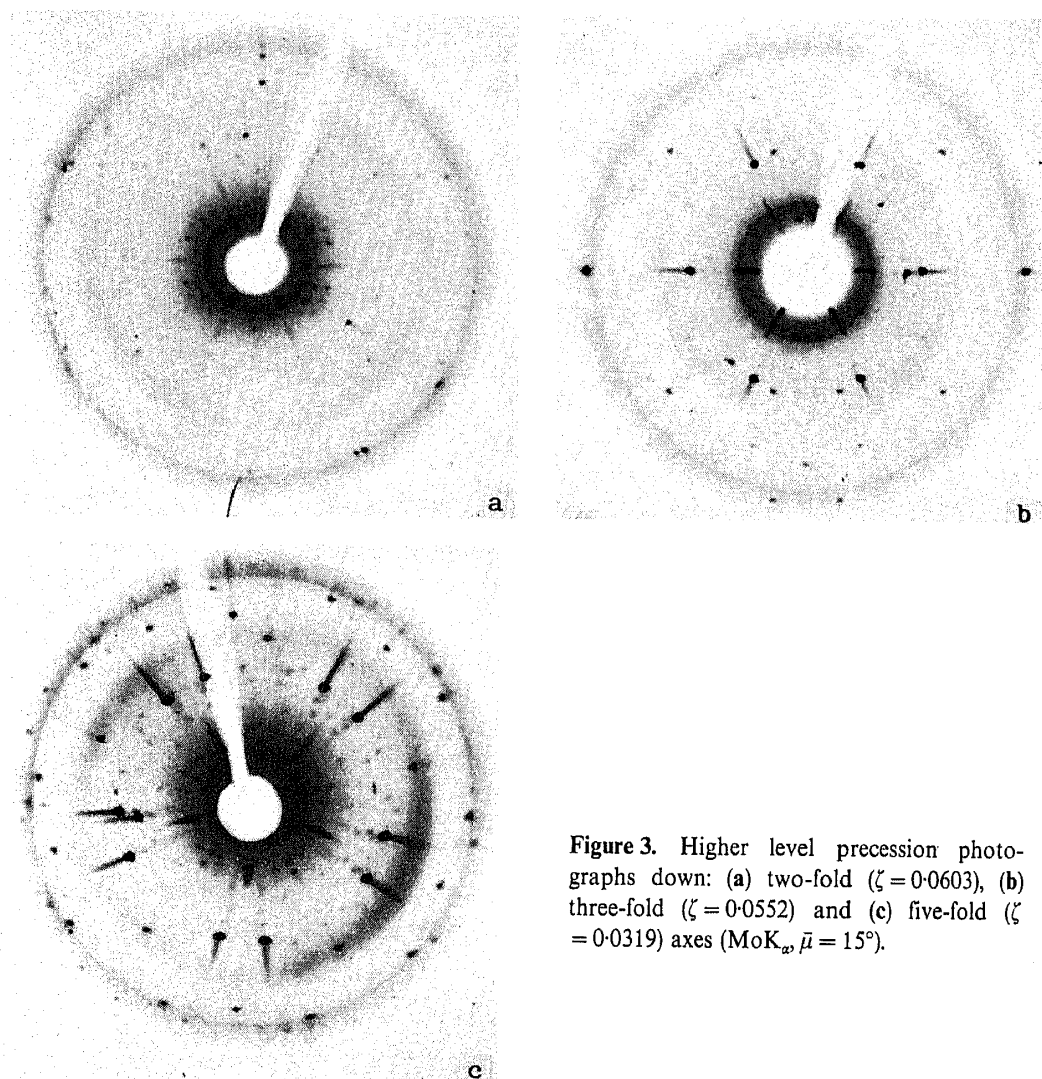 a
b
c
Figure 3. Higher level precession photo-
graphs down: (a) two-fold (ζ = 0·0603), (b)
three-fold (ζ = 0·0552) and (c) five-fold (ζ
= 0·0319) axes (MoKα, μ̄ = 15°).